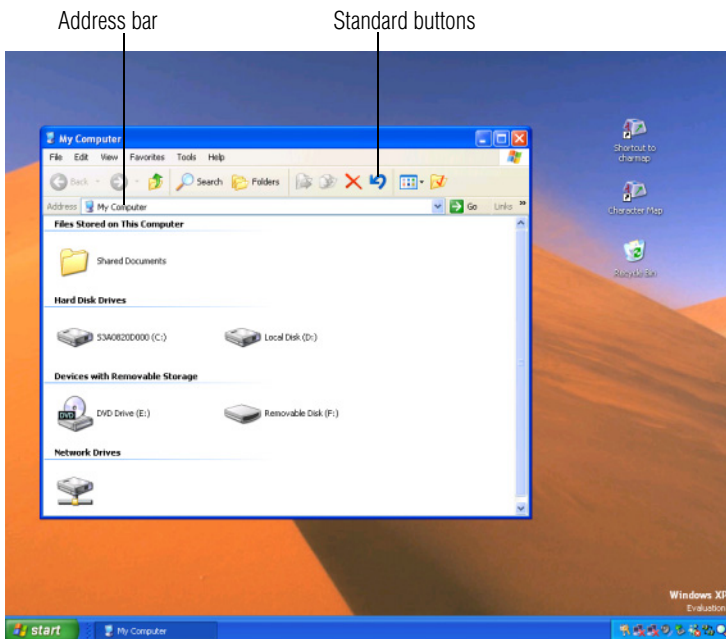 Address bar
Standard buttons
My Computer
File Edit View Favorites Tools Help
Back Search Folders
Address My Computer Go Links »
Files Stored on This Computer
Shared Documents
Hard Disk Drives
S3A0820D000 (C:) Local Disk (D:)
Devices with Removable Storage
DVD
DVD Drive (E:) Removable Disk (F:)
Network Drives
Shortcut to
charmap
Character Map
Recycle Bin
Windows XP
Evaluation
start My Computer